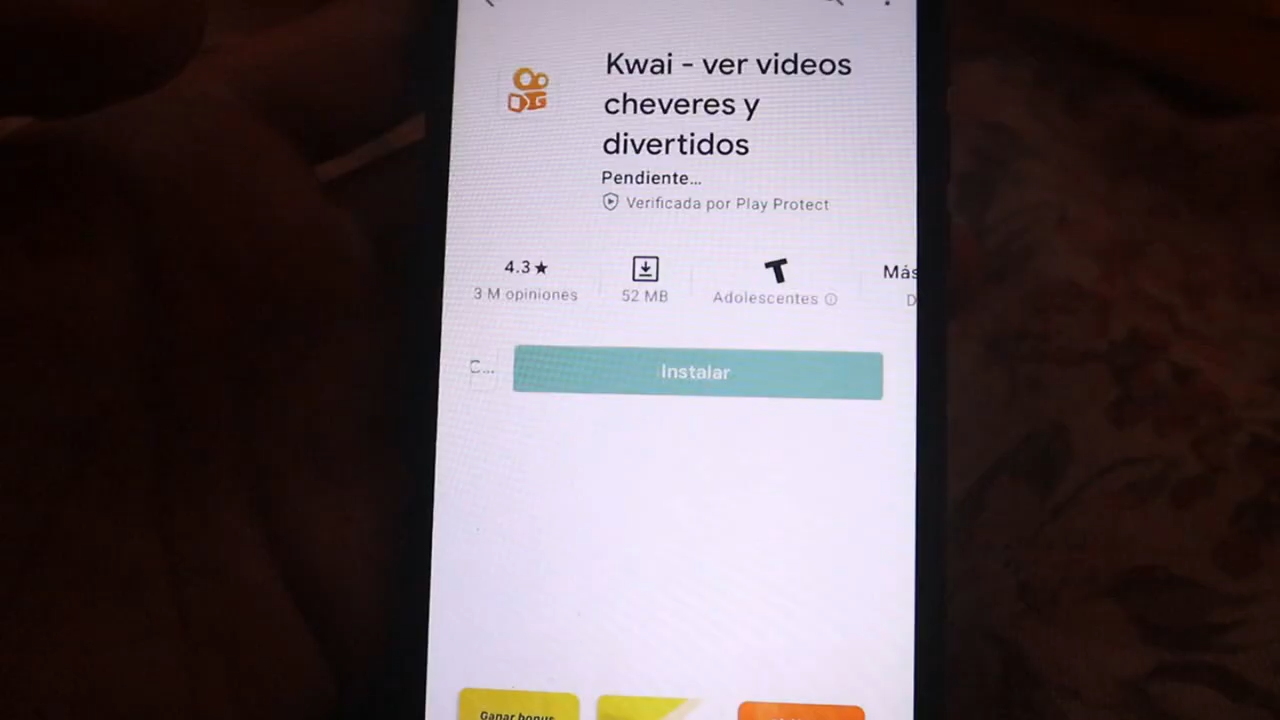 Kwai - ver videos
cheveres y
divertidos
Pendiente...
Verificada por Play Protect
4.3★
3 M opiniones
52 MB
T
Adolescentes
Más
D
C...
Instalar
Ganar bonus